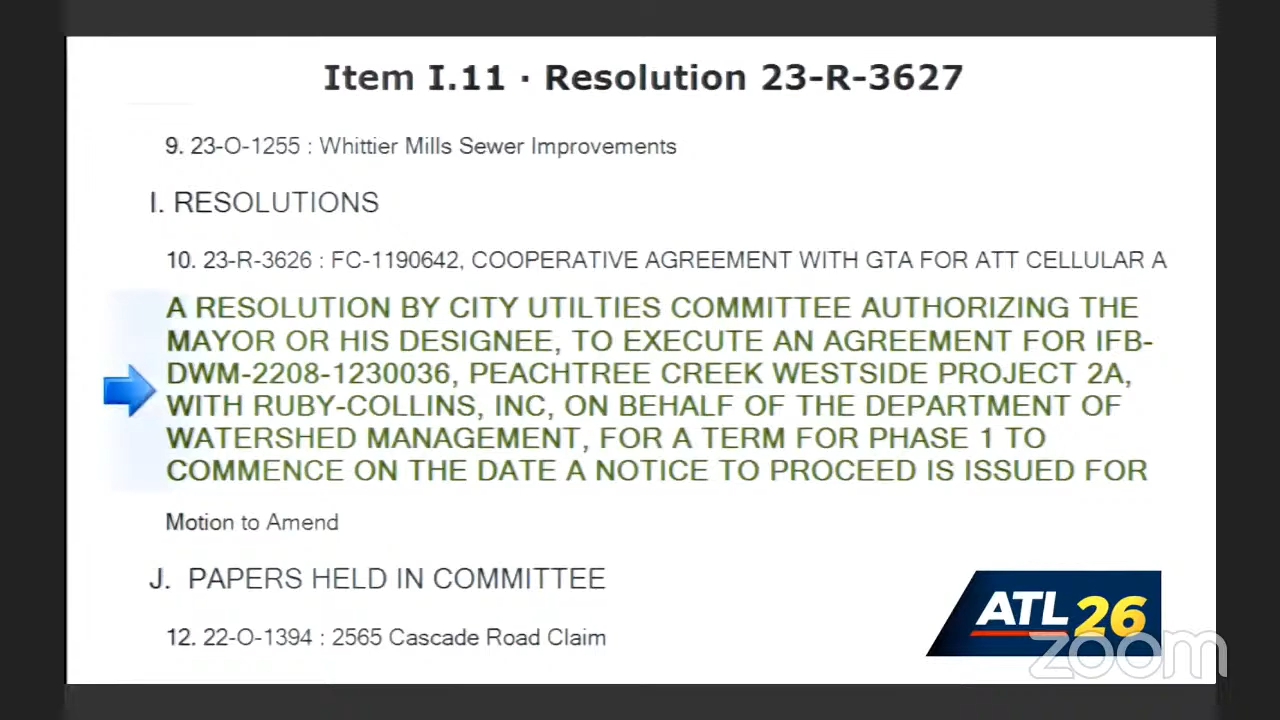 Item I.11 · Resolution 23-R-3627
9. 23-O-1255 : Whittier Mills Sewer Improvements
I. RESOLUTIONS
10. 23-R-3626 : FC-1190642, COOPERATIVE AGREEMENT WITH GTA FOR ATT CELLULAR A
A RESOLUTION BY CITY UTILTIES COMMITTEE AUTHORIZING THE
MAYOR OR HIS DESIGNEE, TO EXECUTE AN AGREEMENT FOR IFB-
DWM-2208-1230036, PEACHTREE CREEK WESTSIDE PROJECT 2A,
WITH RUBY-COLLINS, INC, ON BEHALF OF THE DEPARTMENT OF
WATERSHED MANAGEMENT, FOR A TERM FOR PHASE 1 TO
COMMENCE ON THE DATE A NOTICE TO PROCEED IS ISSUED FOR
Motion to Amend
J. PAPERS HELD IN COMMITTEE
12. 22-O-1394 : 2565 Cascade Road Claim
ATL 26
zoom